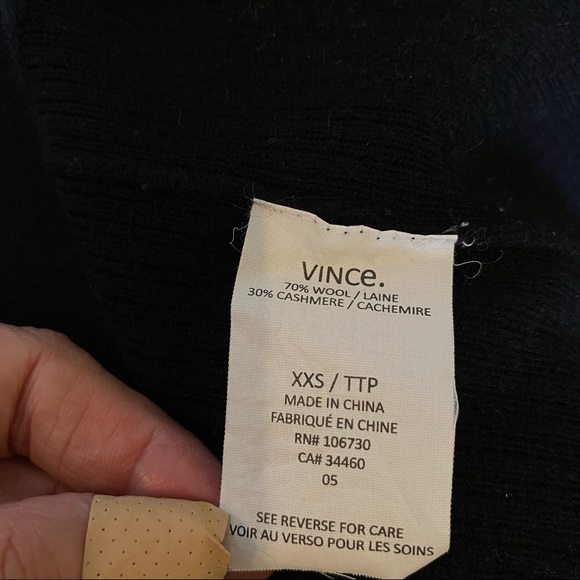 VINCe.
70% WOOL / LAINE
30% CASHMERE / CACHEMIRE
XXS / TTP
MADE IN CHINA
FABRIQUÉ EN CHINE
RN# 106730
CA# 34460
05
SEE REVERSE FOR CARE
VOIR AU VERSO POUR LES SOINS